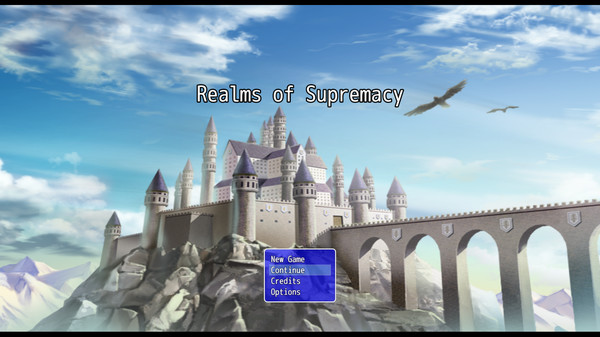 Realms of Supremacy
New Game
Continue
Credits
Options